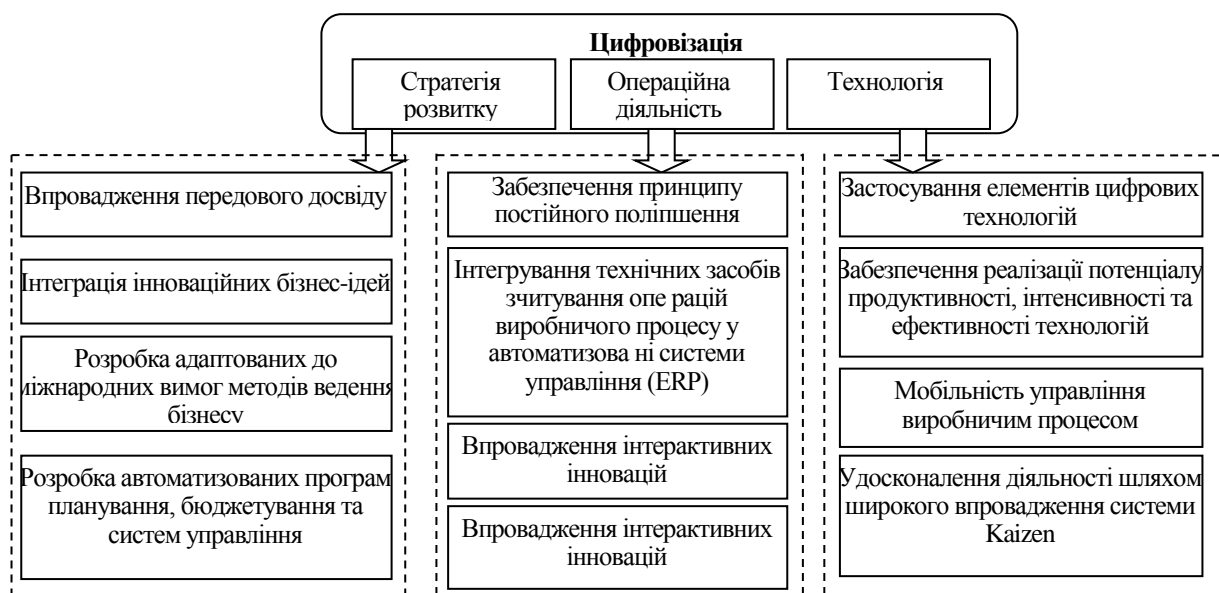 Цифровізація
Стратегія
розвитку
Операційна
діяльність
Технологія
Впровадження передового досвіду
Інтеграція інноваційних бізнес-ідей
Розробка адаптованих до
міжнародних вимог методів ведення
бізнесу
Розробка автоматизованих програм
планування, бюджетування та
систем управління
Забезпечення принципу
постійного поліпшення
Інтегрування технічних засобів
зчитування опе рацій
виробничого процесу у
автоматизова ні системи
управління (ERP)
Впровадження інтерактивних
інновацій
Впровадження інтерактивних
інновацій
Застосування елементів цифрових
технологій
Забезпечення реалізації потенціалу
продуктивності, інтенсивності та
ефективності технологій
Мобільність управління
виробничим процесом
Удосконалення діяльності шляхом
широкого впровадження системи
Kaizen